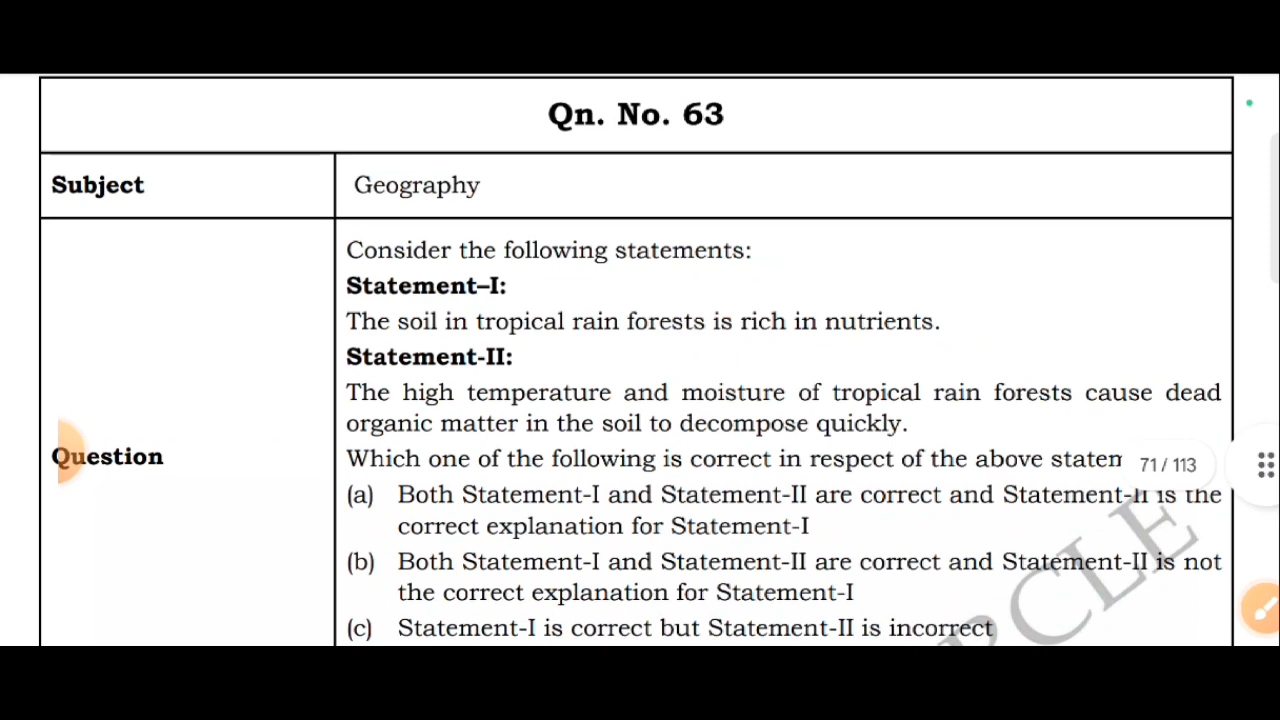 Qn. No. 63
Subject
Geography
Consider the following statements:
Statement–I:
The soil in tropical rain forests is rich in nutrients.
Statement-II:
The high temperature and moisture of tropical rain forests cause dead
organic matter in the soil to decompose quickly.
Question
Which one of the following is correct in respect of the above
71 / 113
(a) Both Statement-I and Statement-II are correct and Statement-II is the
correct explanation for Statement-I
(b) Both Statement-I and Statement-II are correct and Statement-II is not
the correct explanation for Statement-I
(c) Statement-I is correct but Statement-II is incorrect